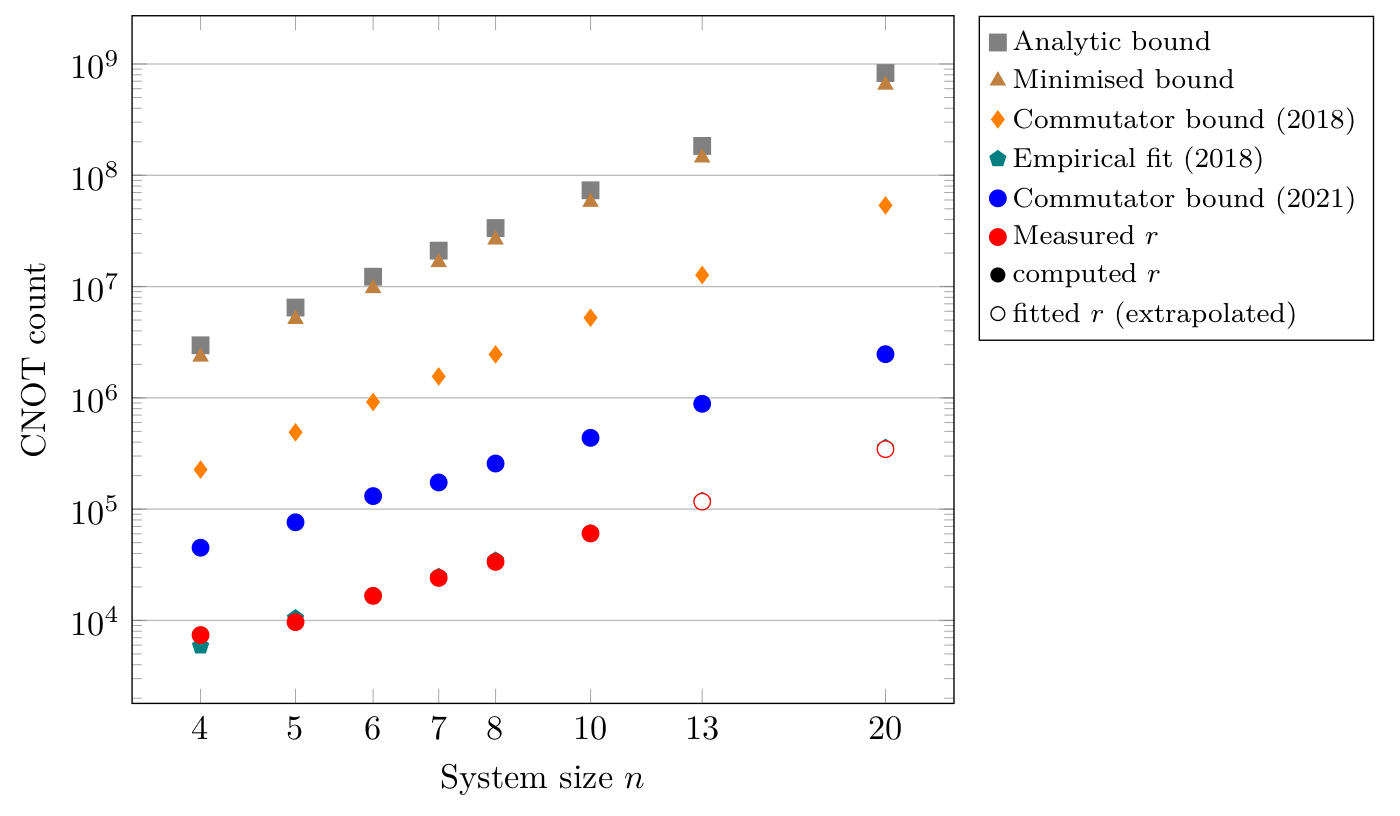 10^9
10^8
10^7
10^6
10^5
10^4
CNOT count
4 5 6 7 8 10 13 20
System size n
Analytic bound
Minimised bound
Commutator bound (2018)
Empirical fit (2018)
Commutator bound (2021)
Measured r
computed r
fitted r (extrapolated)